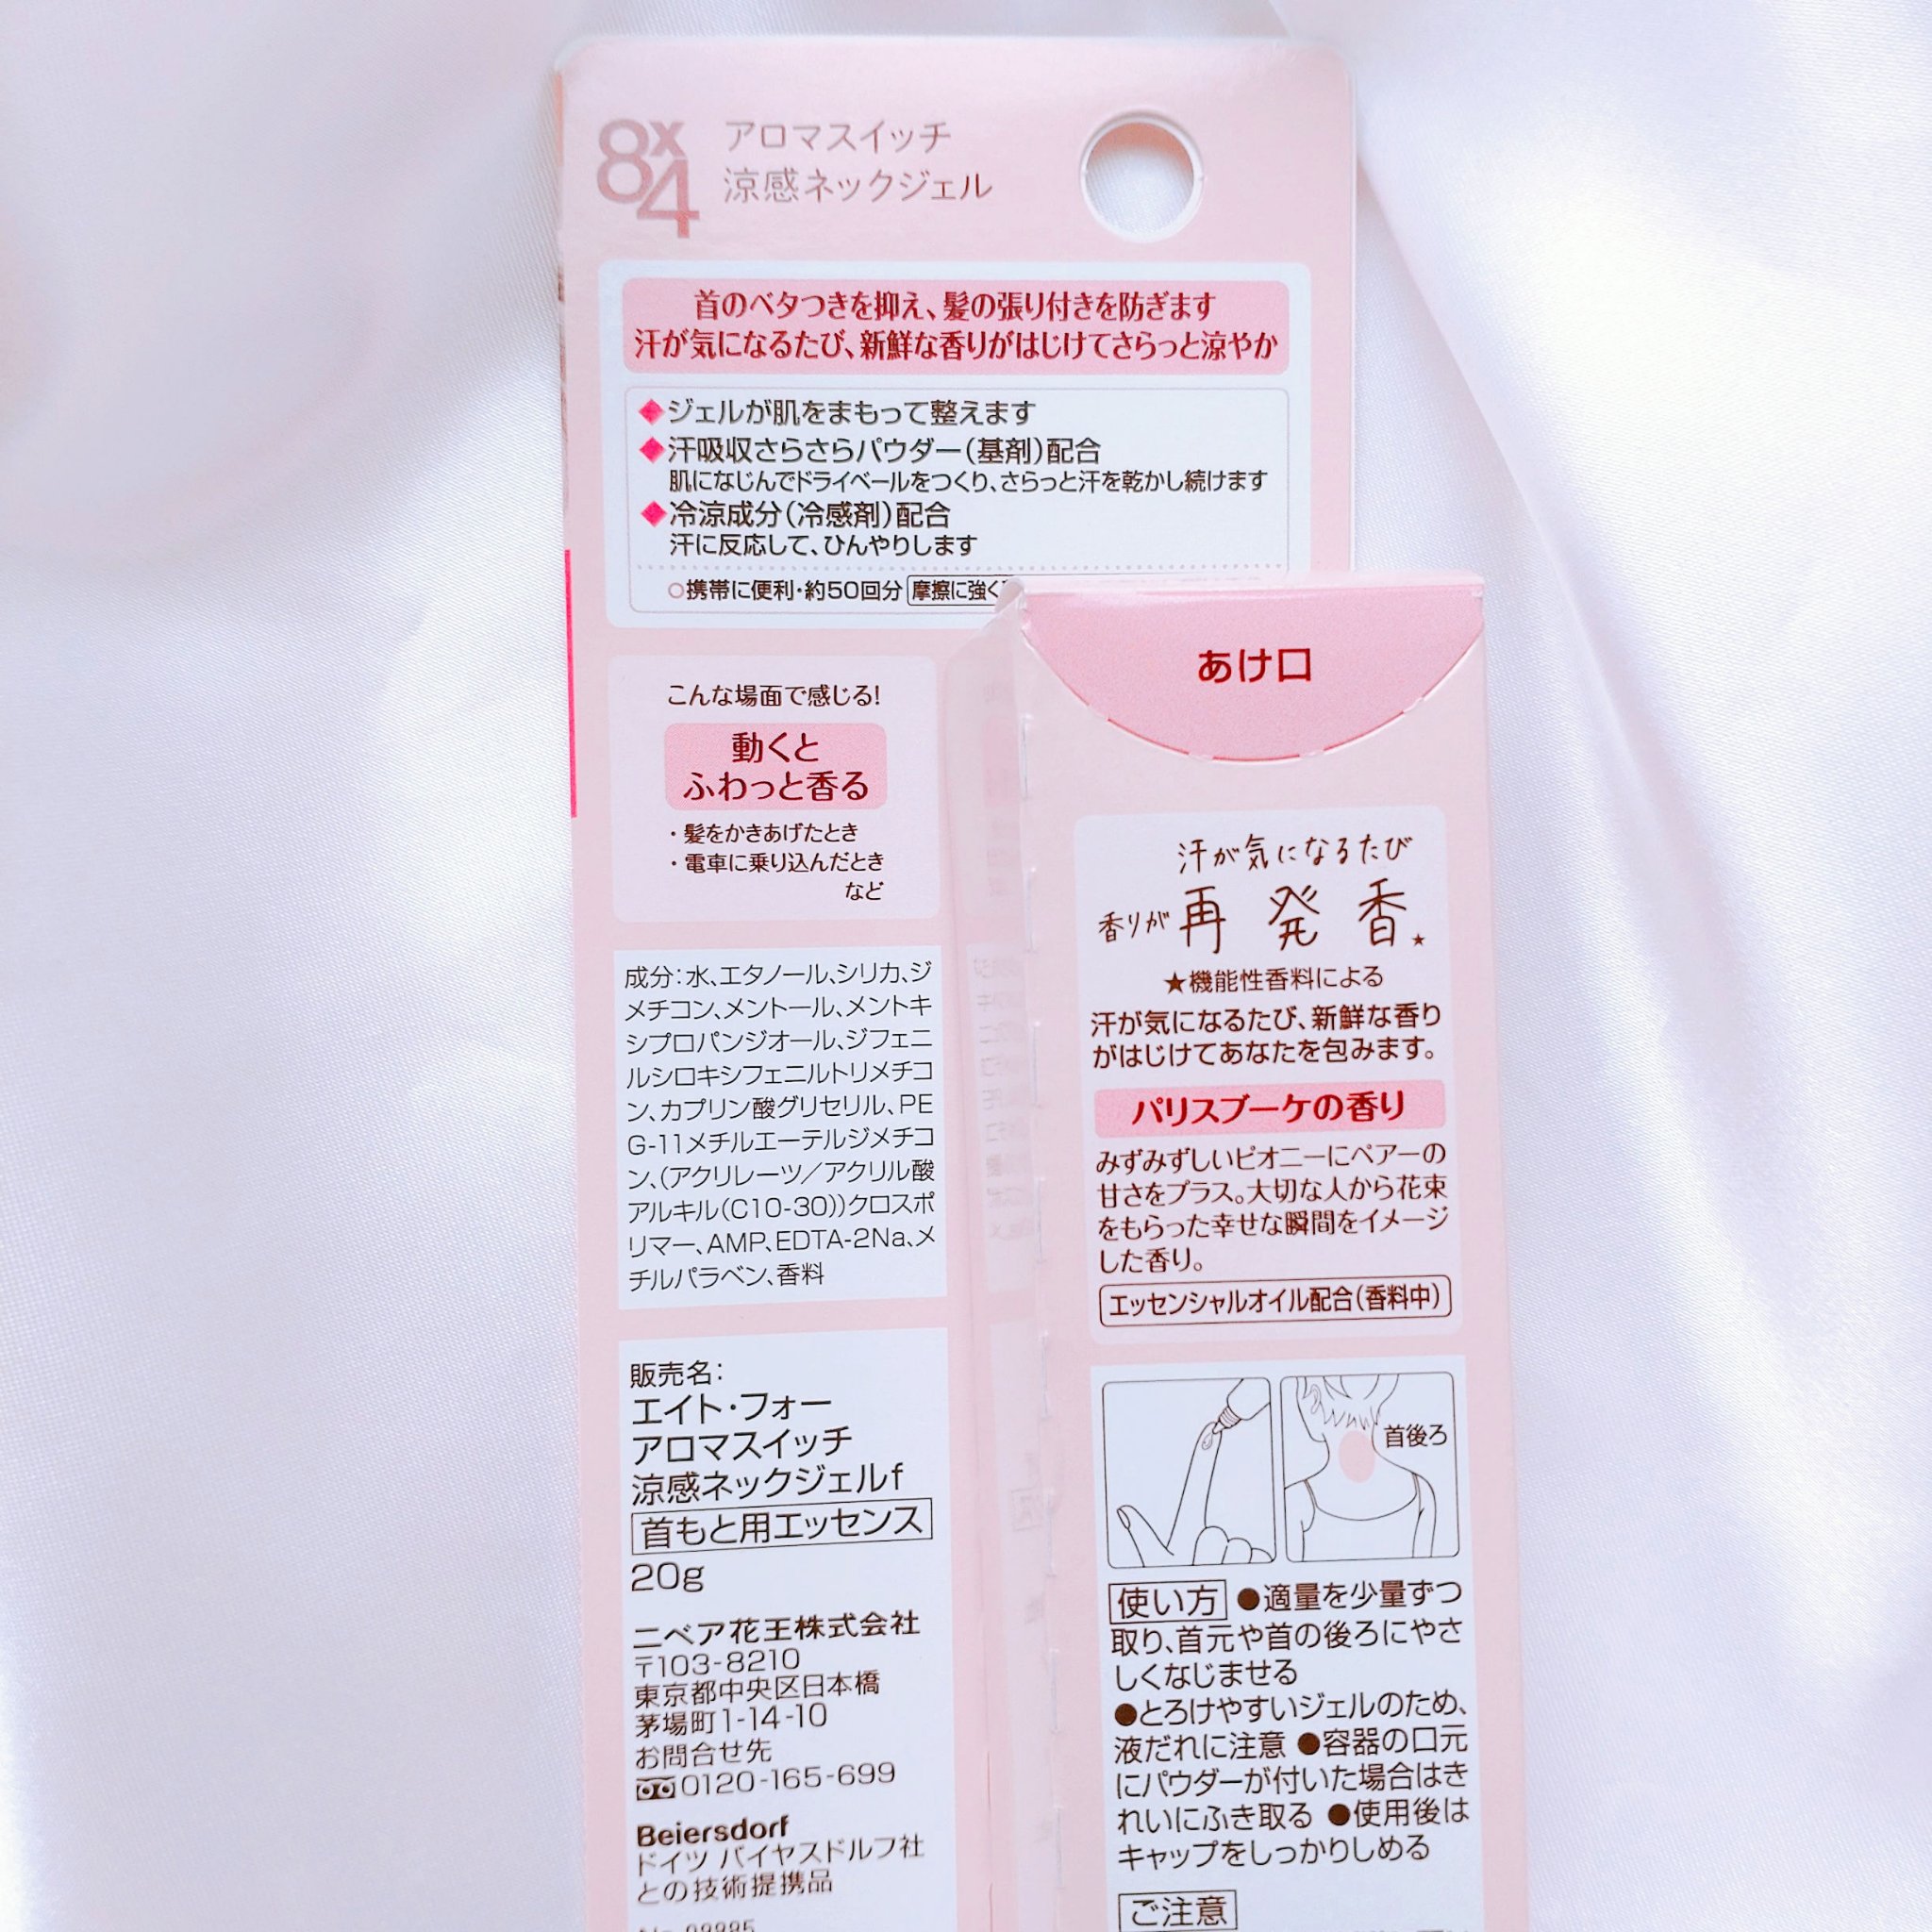 8x4
アロマスイッチ
涼感ネックジェル
首のベタつきを抑え、髪の張り付きを防ぎます
汗が気になるたび、新鮮な香りがはじけてさらっと涼やか
◆ジェルが肌をまもって整えます
◆汗吸収さらさらパウダー(基剤)配合
肌になじんでドライベールをつくり、さらっと汗を乾かし続けます
◆冷涼成分(冷感剤)配合
汗に反応して、ひんやりします
○携帯に便利・約50回分 摩擦に強く
こんな場面で感じる!
動くと
ふわっと香る
・髪をかきあげたとき
・電車に乗り込んだとき
など
成分:水、エタノール、シリカ、ジ
メチコン、メントール、メントキ
シプロパンジオール、ジフェニ
ルシロキシフェニルトリメチコ
ン、カプリン酸グリセリル、PE
G-11メチルエーテルジメチコ
ン、(アクリレーツ/アクリル酸
アルキル(C10-30))クロスポ
リマー、AMP、EDTA-2Na、メ
チルパラベン、香料
販売名:
エイト・フォー
アロマスイッチ
涼感ネックジェルf
首もと用エッセンス
20g
ニベア花王株式会社
〒103-8210
東京都中央区日本橋
茅場町1-14-10
お問合せ先
0120-165-699
Beiersdorf
ドイツ バイヤスドルフ社
との技術提携品
あけ口
汗が気になるたび
香りが再発香★
★機能性香料による
汗が気になるたび、新鮮な香り
がはじけてあなたを包みます。
パリスブーケの香り
みずみずしいピオニーにペアーの
甘さをプラス。大切な人から花束
をもらった幸せな瞬間をイメージ
した香り。
エッセンシャルオイル配合(香料中)
首後ろ
使い方 ●適量を少量ずつ
取り、首元や首の後ろにやさ
しくなじませる
●とろけやすいジェルのため、
液だれに注意 ●容器の口元
にパウダーが付いた場合はき
れいにふき取る ●使用後は
キャップをしっかりしめる
ご注意